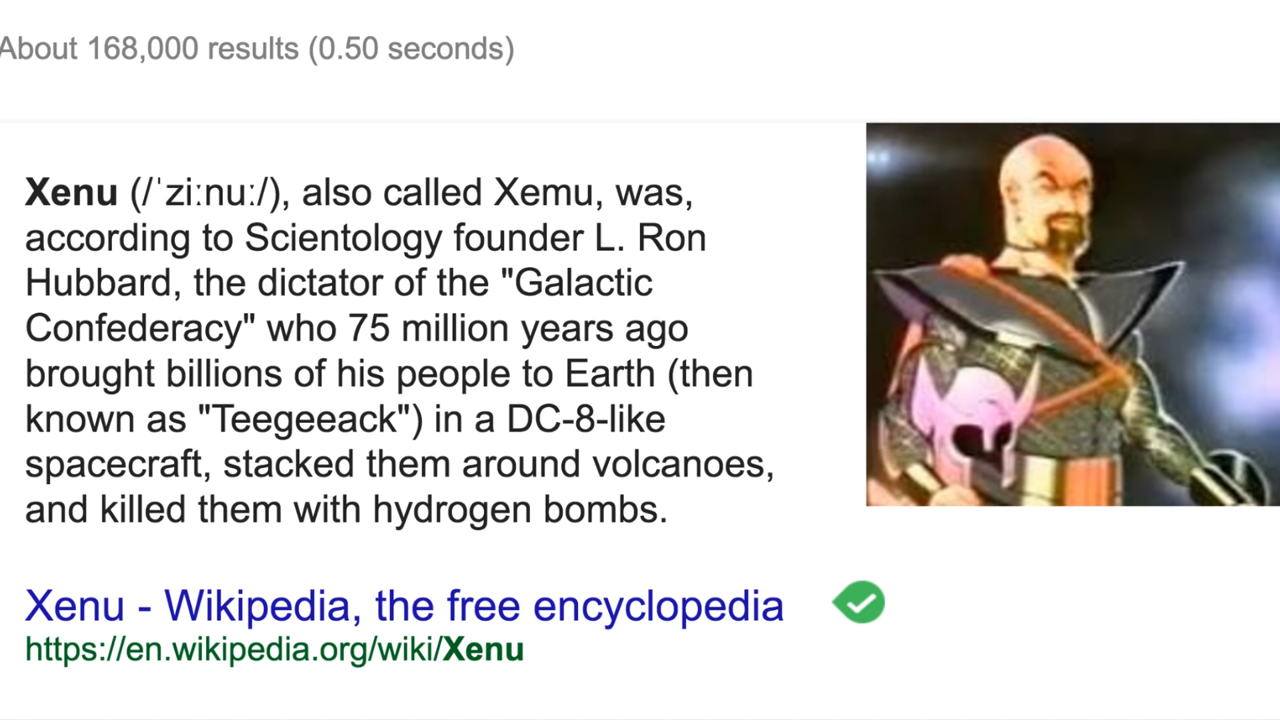 About 168,000 results (0.50 seconds)
Xenu (/ˈziːnuː/), also called Xemu, was,
according to Scientology founder L. Ron
Hubbard, the dictator of the "Galactic
Confederacy" who 75 million years ago
brought billions of his people to Earth (then
known as "Teegeeack") in a DC-8-like
spacecraft, stacked them around volcanoes,
and killed them with hydrogen bombs.
Xenu - Wikipedia, the free encyclopedia
https://en.wikipedia.org/wiki/Xenu